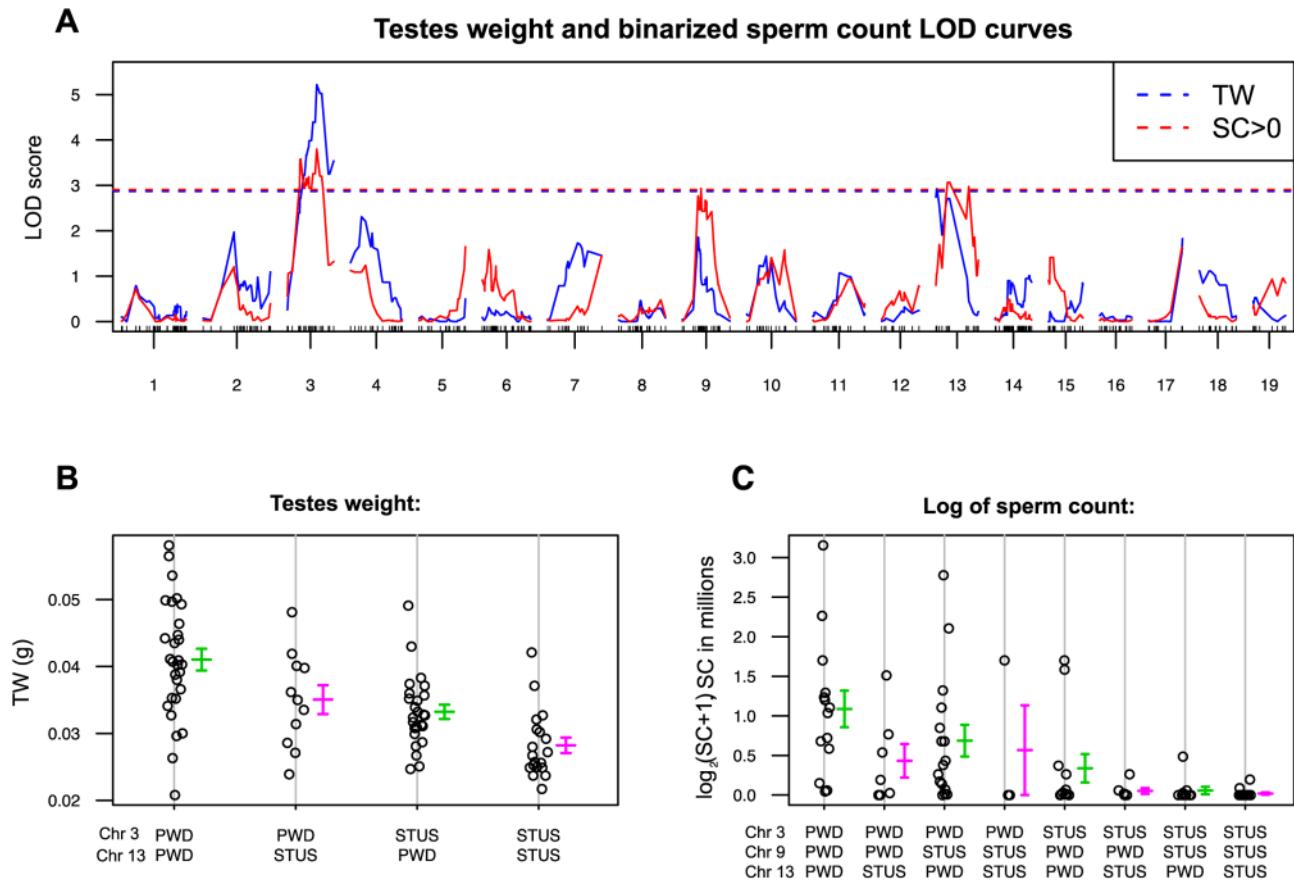 A
Testes weight and binarized sperm count LOD curves
TW
SC>0
LOD score
5
4
3
2
1
0
1 2 3 4 5 6 7 8 9 10 11 12 13 14 15 16 17 18 19
B
Testes weight:
TW (g)
0.05
0.04
0.03
0.02
Chr 3 PWD PWD STUS STUS
Chr 13 PWD STUS PWD STUS
C
Log of sperm count:
log₂(SC+1) SC in millions
3.0
2.5
2.0
1.5
1.0
0.5
0.0
Chr 3 PWD PWD PWD PWD STUS STUS STUS STUS
Chr 9 PWD PWD STUS STUS PWD PWD STUS STUS
Chr 13 PWD STUS PWD STUS PWD STUS PWD STUS